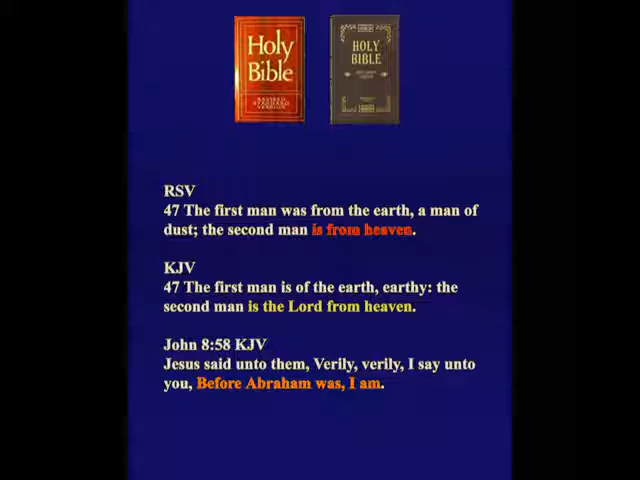 Holy
Bible
REVISED
STANDARD
VERSION
HOLY
BIBLE
RSV
47 The first man was from the earth, a man of
dust; the second man is from heaven.
KJV
47 The first man is of the earth, earthy: the
second man is the Lord from heaven.
John 8:58 KJV
Jesus said unto them, Verily, verily, I say unto
you, Before Abraham was, I am.